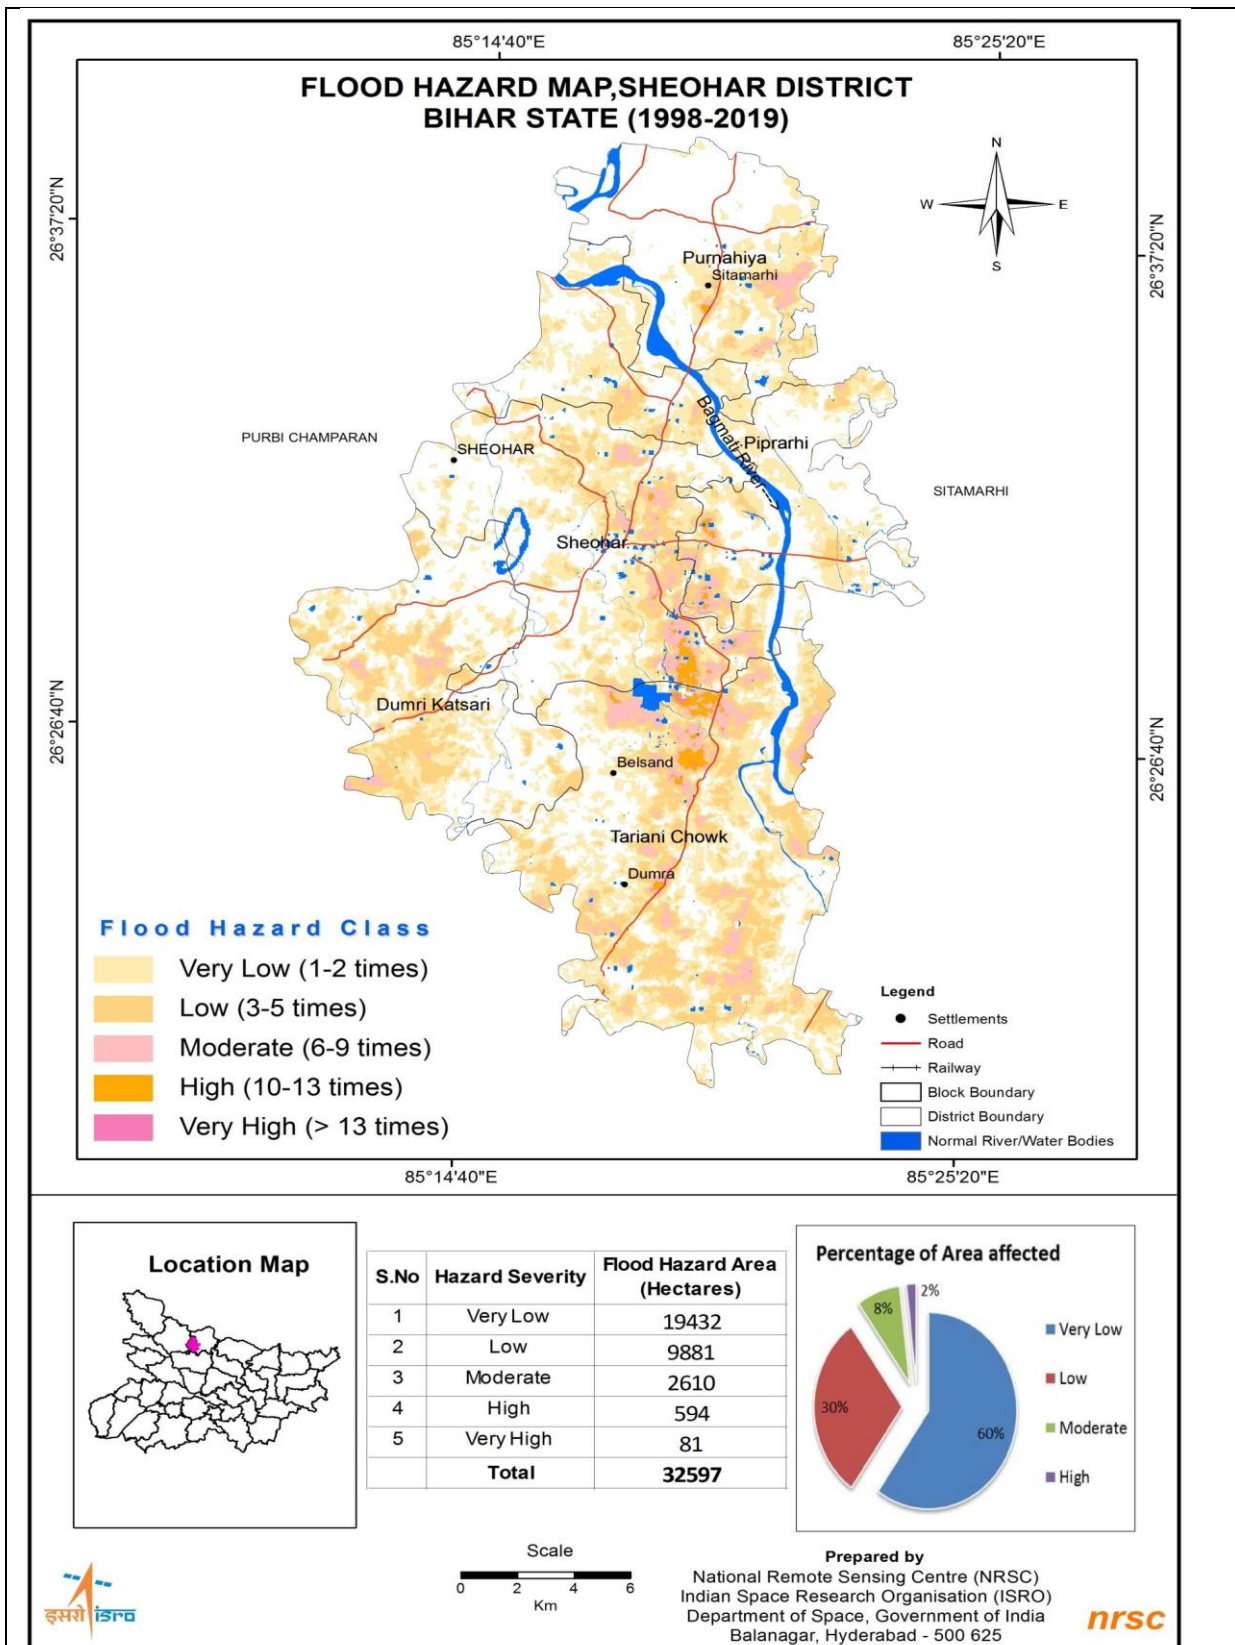 85°14'40"E
85°25'20"E
FLOOD HAZARD MAP,SHEOHAR DISTRICT
BIHAR STATE (1998-2019)
N
W
E
S
26°37'20"N
26°37'20"N
Purnahiya
Sitamarhi
PURBI CHAMPARAN
SHEOHAR
Bagmati River--->
Piprarhi
SITAMARHI
Sheohar
26°26'40"N
26°26'40"N
Dumri Katsari
Belsand
Tariani Chowk
Dumra
Flood Hazard Class
Very Low (1-2 times)
Low (3-5 times)
Moderate (6-9 times)
High (10-13 times)
Very High (> 13 times)
Legend
Settlements
Road
Railway
Block Boundary
District Boundary
Normal River/Water Bodies
85°14'40"E
85°25'20"E
Location Map
S.No Hazard Severity Flood Hazard Area (Hectares)
1 Very Low 19432
2 Low 9881
3 Moderate 2610
4 High 594
5 Very High 81
Total 32597
Percentage of Area affected
2%
8%
30%
60%
Very Low
Low
Moderate
High
Scale
0 2 4 6
Km
Prepared by
National Remote Sensing Centre (NRSC)
Indian Space Research Organisation (ISRO)
Department of Space, Government of India
Balanagar, Hyderabad - 500 625
इसरो isro
nrsc